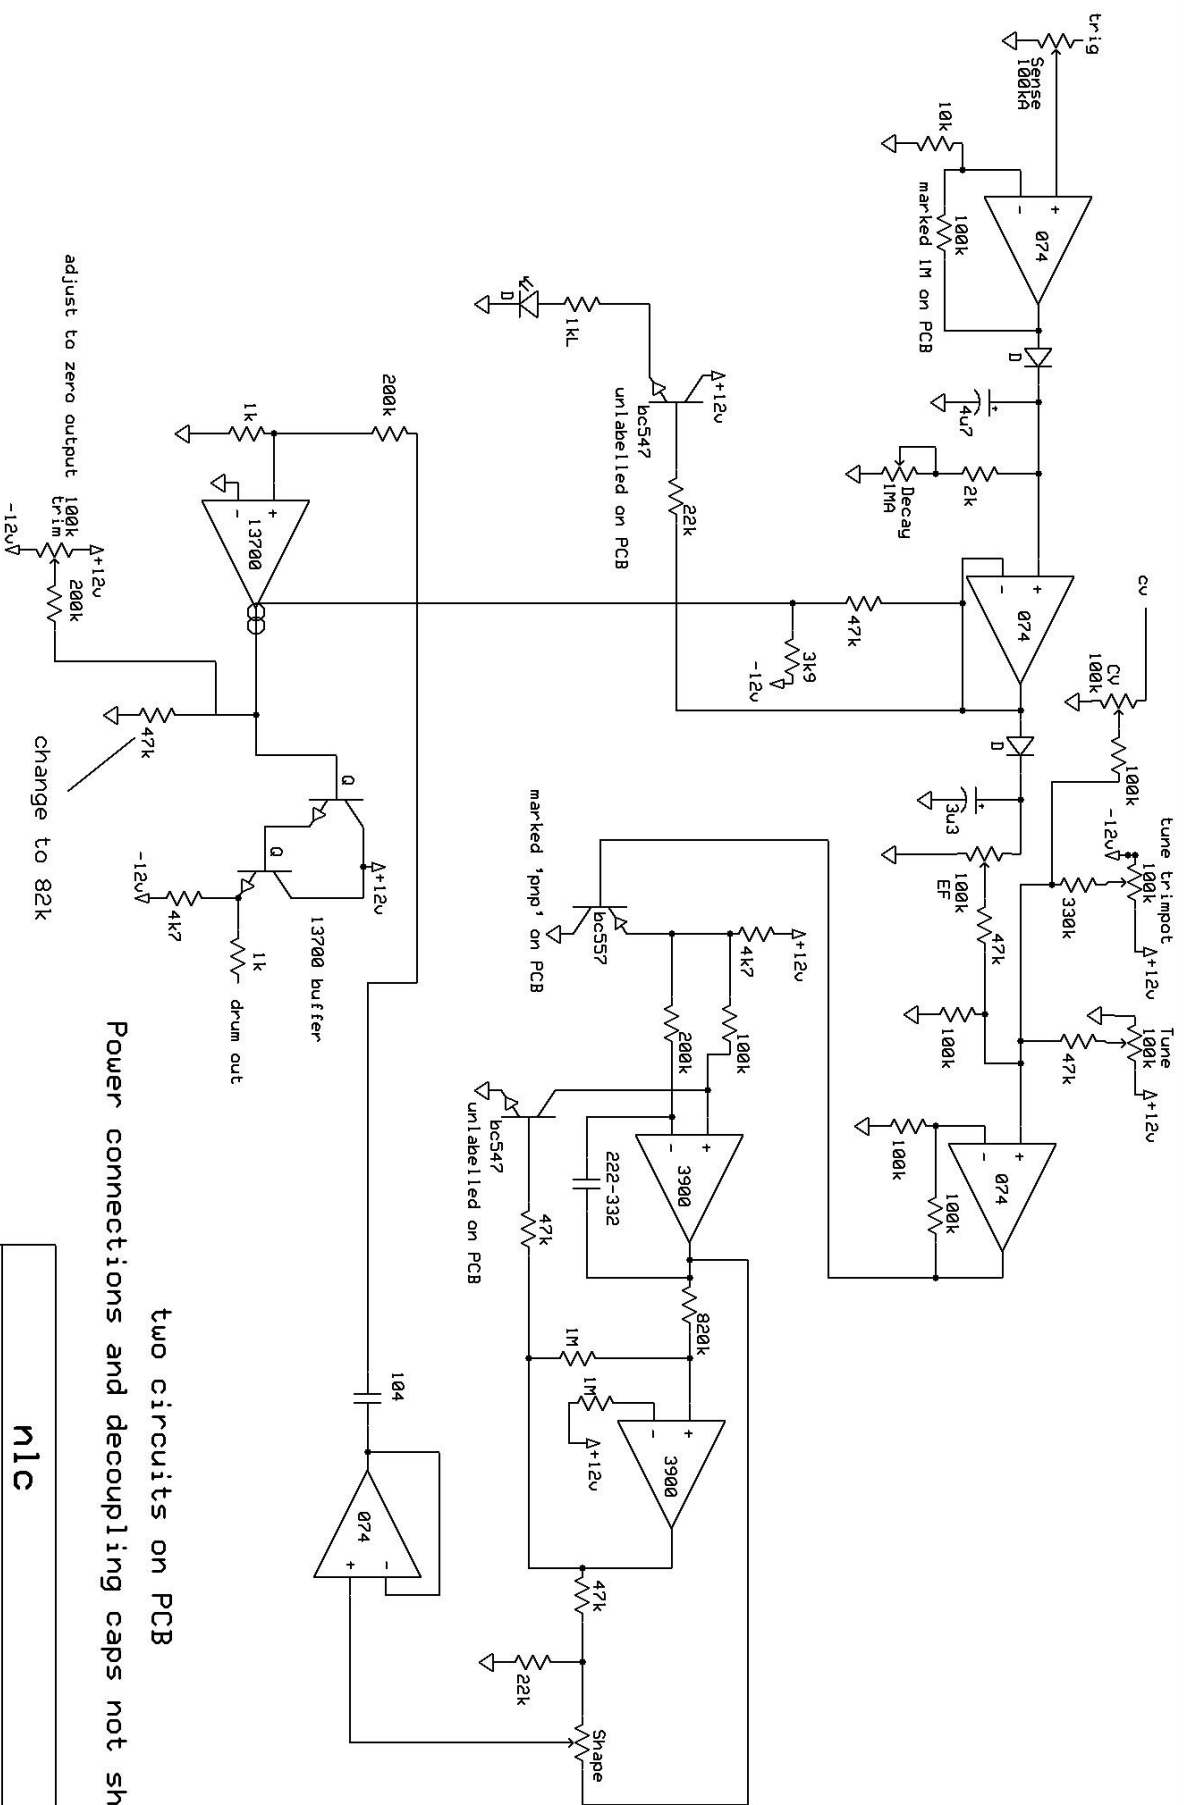 trig
Sense
100kA
10k
+
-
074
100k
marked 1M on PCB
D
+
4u7
2k
Decay
1MA
+
-
074
47k
3k9
-12v
+12v
bc547
unlabelled on PCB
22k
1kL
D
cv
Cv
100k
100k
D
+
3u3
100k
EF
47k
100k
tune trimpot
100k
-12v
+12v
330k
Tune
100k
+12v
47k
+
-
074
100k
100k
+12v
4k7
bc557
marked 'pnp' on PCB
100k
200k
+
-
3900
222-332
bc547
unlabelled on PCB
47k
820k
1M
1M
+12v
+
-
3900
47k
22k
Shape
-
+
074
104
200k
1k
+
-
13700
adjust to zero output
100k
trim
+12v
-12v
200k
47k
change to 82k
Q
Q
+12v
13700 buffer
-12v
4k7
1k
drum out
two circuits on PCB
Power connections and decoupling caps not sh
nlc